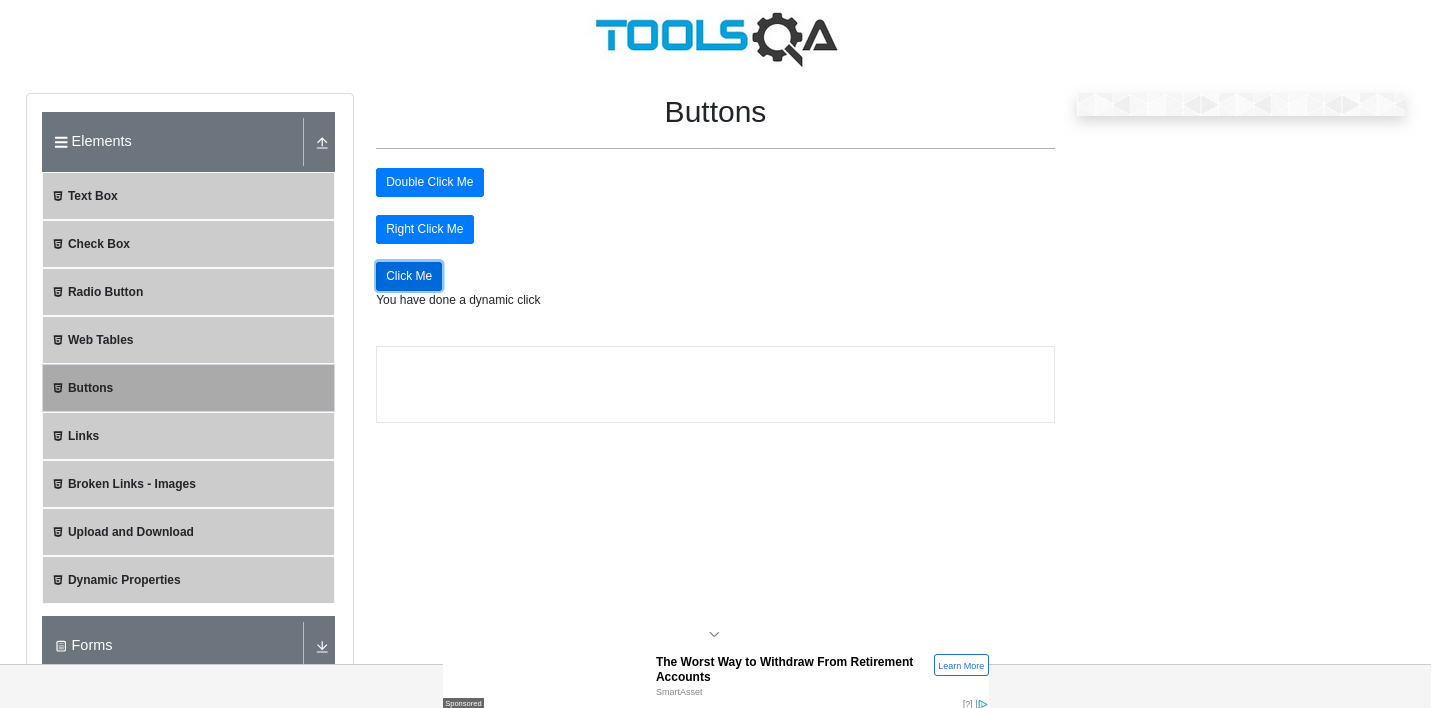 TOOLSQA
Elements
Text Box
Check Box
Radio Button
Web Tables
Buttons
Links
Broken Links - Images
Upload and Download
Dynamic Properties
Forms
Buttons
Double Click Me
Right Click Me
Click Me
You have done a dynamic click
The Worst Way to Withdraw From Retirement
Accounts
SmartAsset
Learn More
Sponsored
[?]